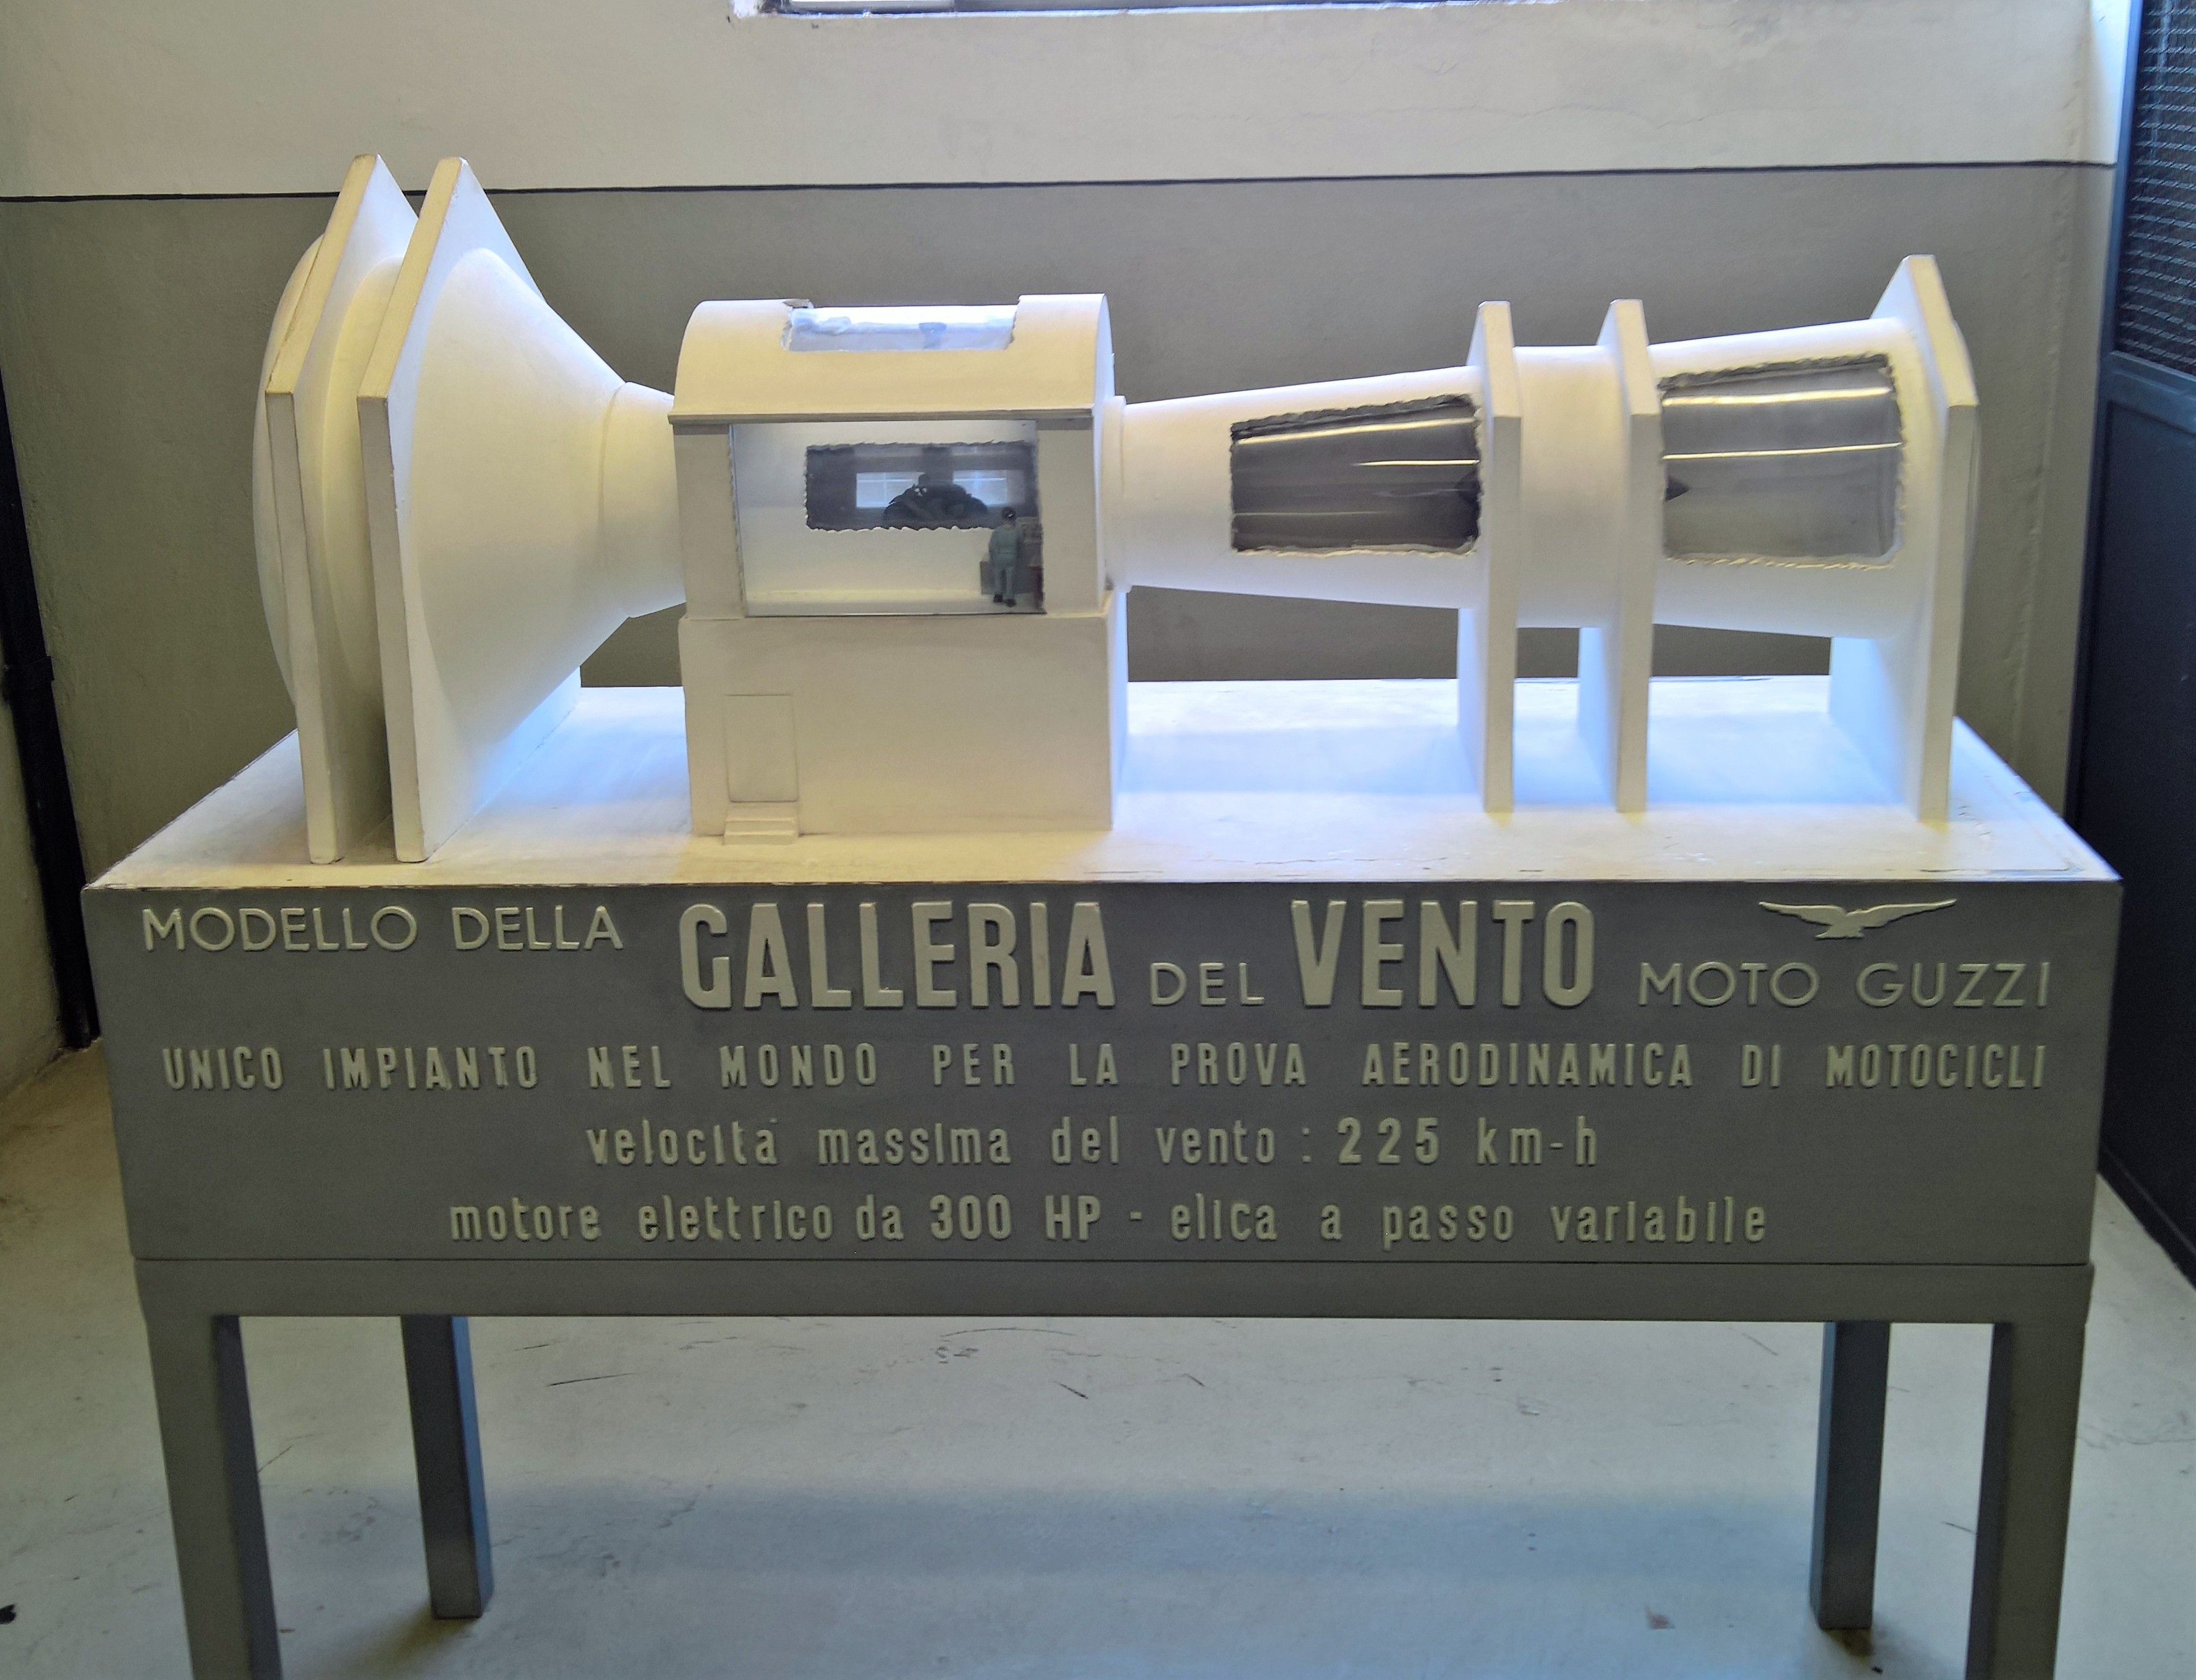 MODELLO DELLA GALLERIA DEL VENTO MOTO GUZZI
UNICO IMPIANTO NEL MONDO PER LA PROVA AERODINAMICA DI MOTOCICLI
velocità massima del vento : 225 km-h
motore elettrico da 300 HP - elica a passo variabile